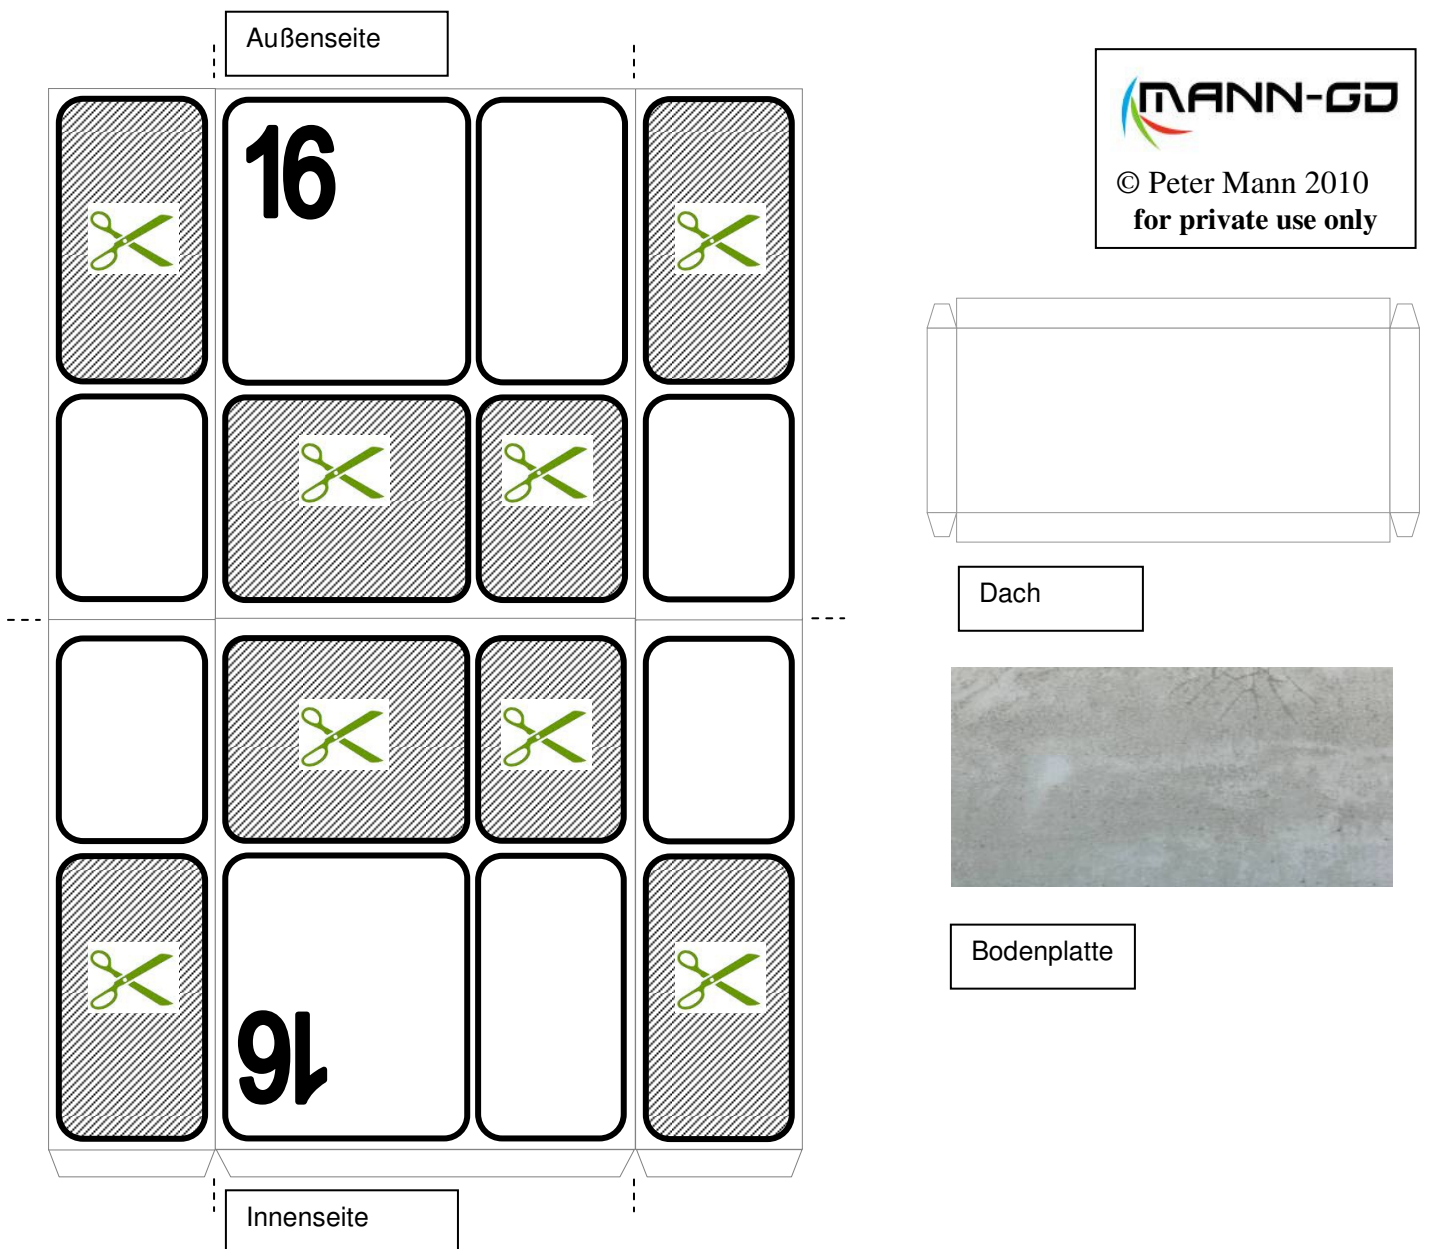 Außenseite
16
MANN-GD
© Peter Mann 2010
for private use only
Dach
Bodenplatte
16
Innenseite